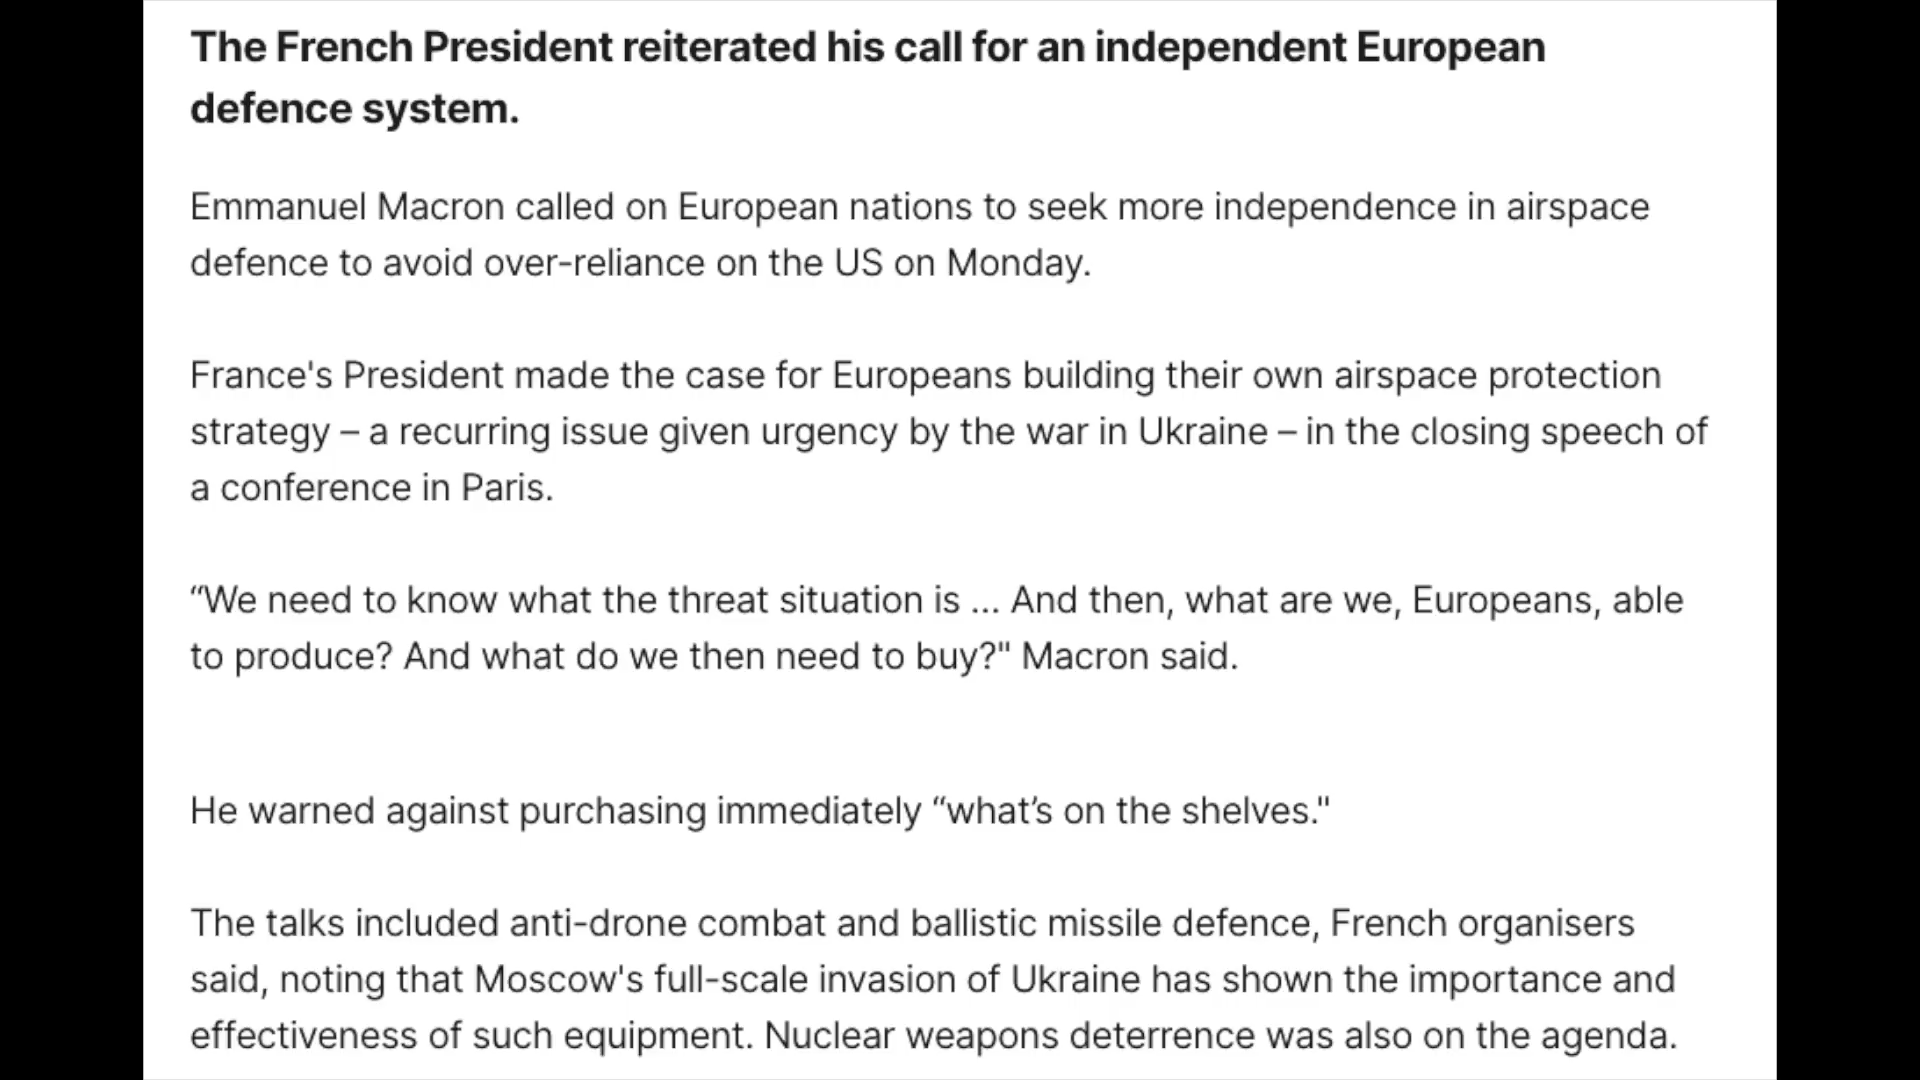 The French President reiterated his call for an independent European
defence system.
Emmanuel Macron called on European nations to seek more independence in airspace
defence to avoid over-reliance on the US on Monday.
France's President made the case for Europeans building their own airspace protection
strategy – a recurring issue given urgency by the war in Ukraine – in the closing speech of
a conference in Paris.
“We need to know what the threat situation is ... And then, what are we, Europeans, able
to produce? And what do we then need to buy?" Macron said.
He warned against purchasing immediately “what’s on the shelves."
The talks included anti-drone combat and ballistic missile defence, French organisers
said, noting that Moscow's full-scale invasion of Ukraine has shown the importance and
effectiveness of such equipment. Nuclear weapons deterrence was also on the agenda.